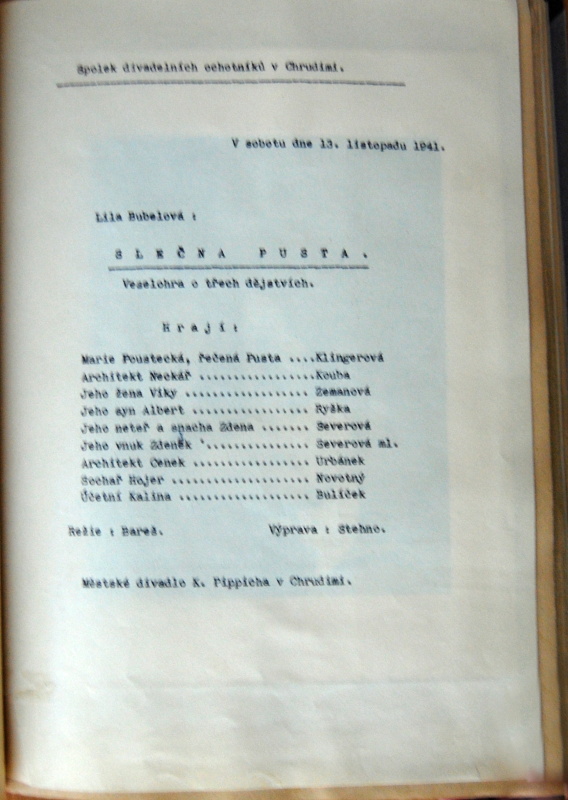 Spolek divadelních ochotníků v Chrudimi.
V sobotu dne 13. listopadu 1941.
Lila Bubelová :
S L E Č N A   P U S T A .
Veselohra o třech dějstvích.
H r a j í :
Marie Poustecká, řečená Pusta ....Klingerová
Architekt Neckář .................Kouba
Jeho žena Viky .................. Zemanová
Jeho syn Albert ................. Ryška
Jeho neteř a snacha Zdena ....... Severová
Jeho vnuk Zdeněk '............... Severová ml.
Architekt Cenek ................. Urbánek
Sochař Rojer .................... Novotný
Účetní Kalina ................... Bulíček
Režie : Bareš. Výprava : Stehno.
Městské divadlo K. Pippicha v Chrudimi.